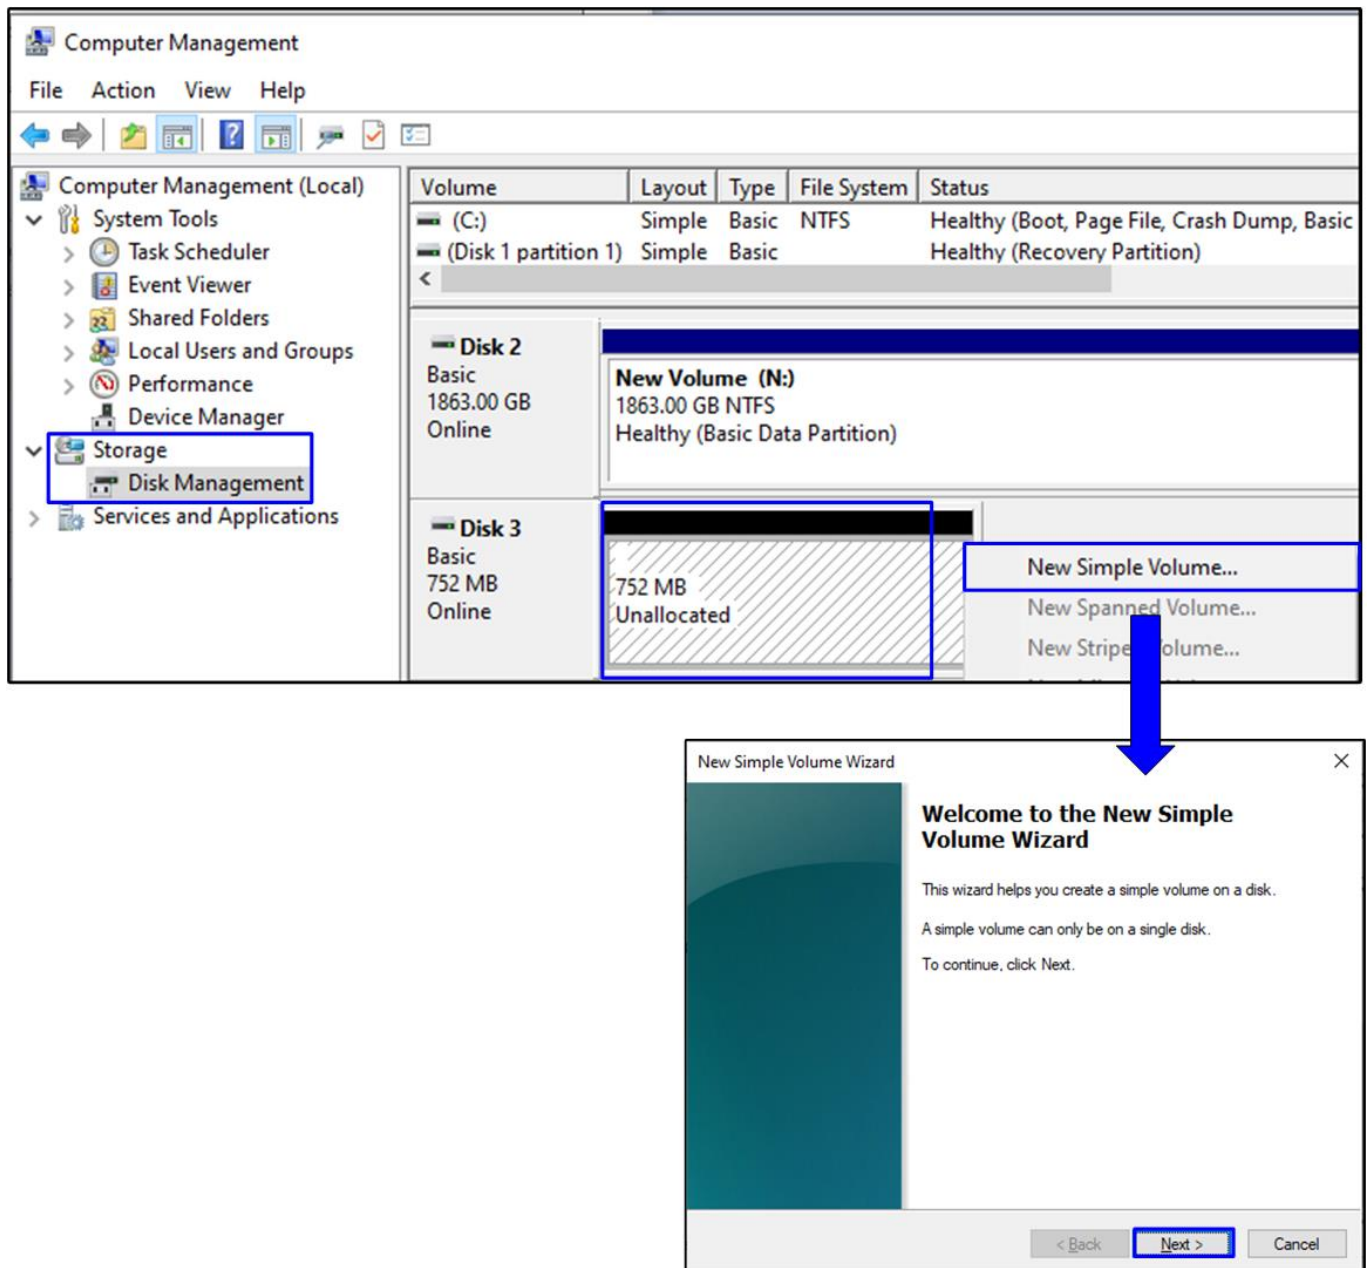 Computer Management
File Action View Help
Computer Management (Local)
System Tools
Task Scheduler
Event Viewer
Shared Folders
Local Users and Groups
Performance
Device Manager
Storage
Disk Management
Services and Applications
Volume Layout Type File System Status
(C:) Simple Basic NTFS Healthy (Boot, Page File, Crash Dump, Basic
(Disk 1 partition 1) Simple Basic Healthy (Recovery Partition)
Disk 2
Basic
1863.00 GB
Online
New Volume (N:)
1863.00 GB NTFS
Healthy (Basic Data Partition)
Disk 3
Basic
752 MB
Online
752 MB
Unallocated
New Simple Volume...
New Spanned Volume...
New Striped Volume...
New Simple Volume Wizard
Welcome to the New Simple
Volume Wizard
This wizard helps you create a simple volume on a disk.
A simple volume can only be on a single disk.
To continue, click Next.
< Back Next > Cancel